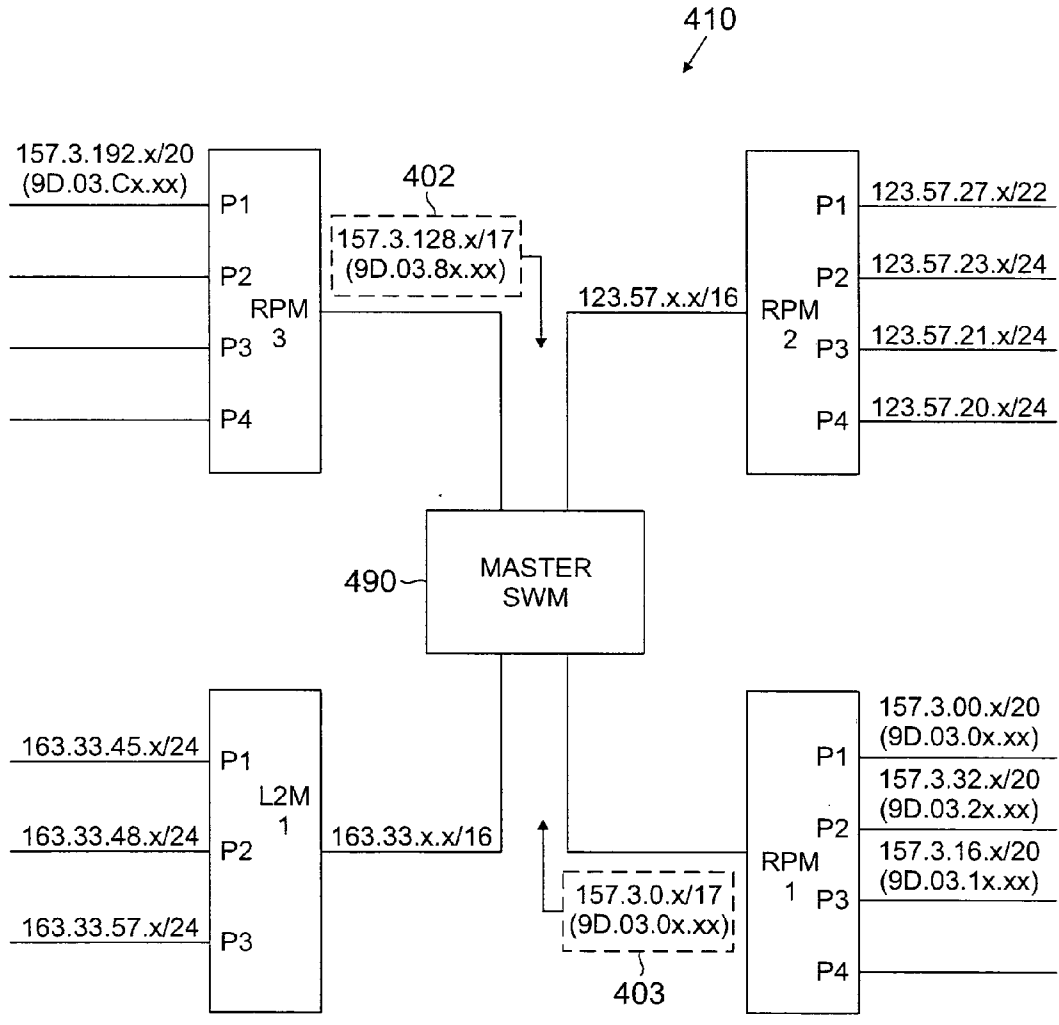 410
157.3.192.x/20
(9D.03.Cx.xx)
P1
P2
RPM
3
P3
P4
402
157.3.128.x/17
(9D.03.8x.xx)
123.57.x.x/16
P1
P2
RPM
2
P3
P4
123.57.27.x/22
123.57.23.x/24
123.57.21.x/24
123.57.20.x/24
490
MASTER
SWM
163.33.45.x/24
163.33.48.x/24
163.33.57.x/24
P1
L2M
1
P2
P3
163.33.x.x/16
157.3.0.x/17
(9D.03.0x.xx)
403
P1
P2
RPM
1
P3
P4
157.3.00.x/20
(9D.03.0x.xx)
157.3.32.x/20
(9D.03.2x.xx)
157.3.16.x/20
(9D.03.1x.xx)